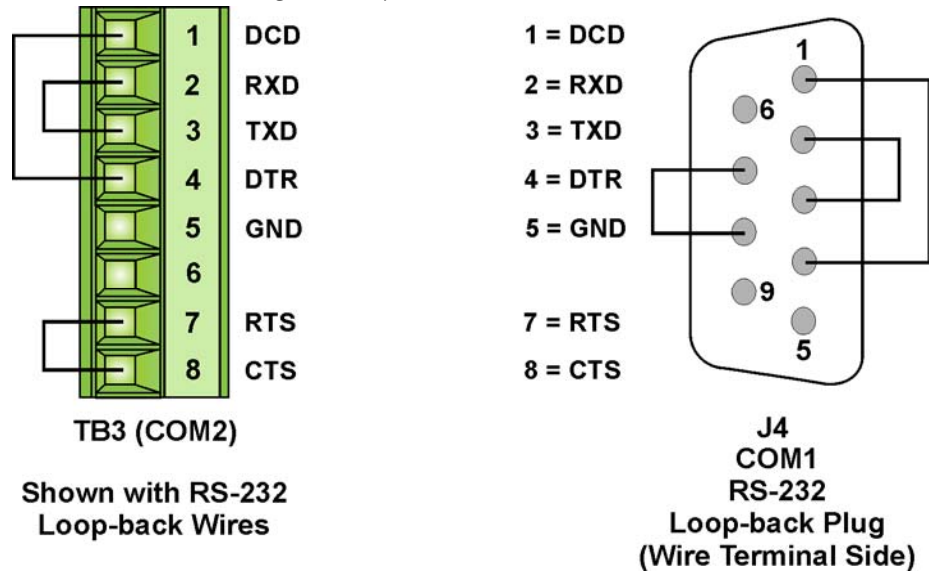 1 DCD
2 RXD
3 TXD
4 DTR
5 GND
6
7 RTS
8 CTS
TB3 (COM2)
Shown with RS-232
Loop-back Wires
1 = DCD
2 = RXD
3 = TXD
4 = DTR
5 = GND
7 = RTS
8 = CTS
1
6
9
5
J4
COM1
RS-232
Loop-back Plug
(Wire Terminal Side)